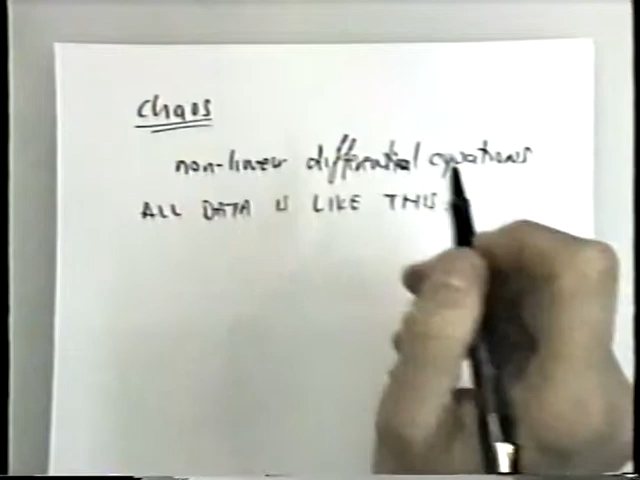 chaos
non-linear differential equations
ALL DATA IS LIKE THIS